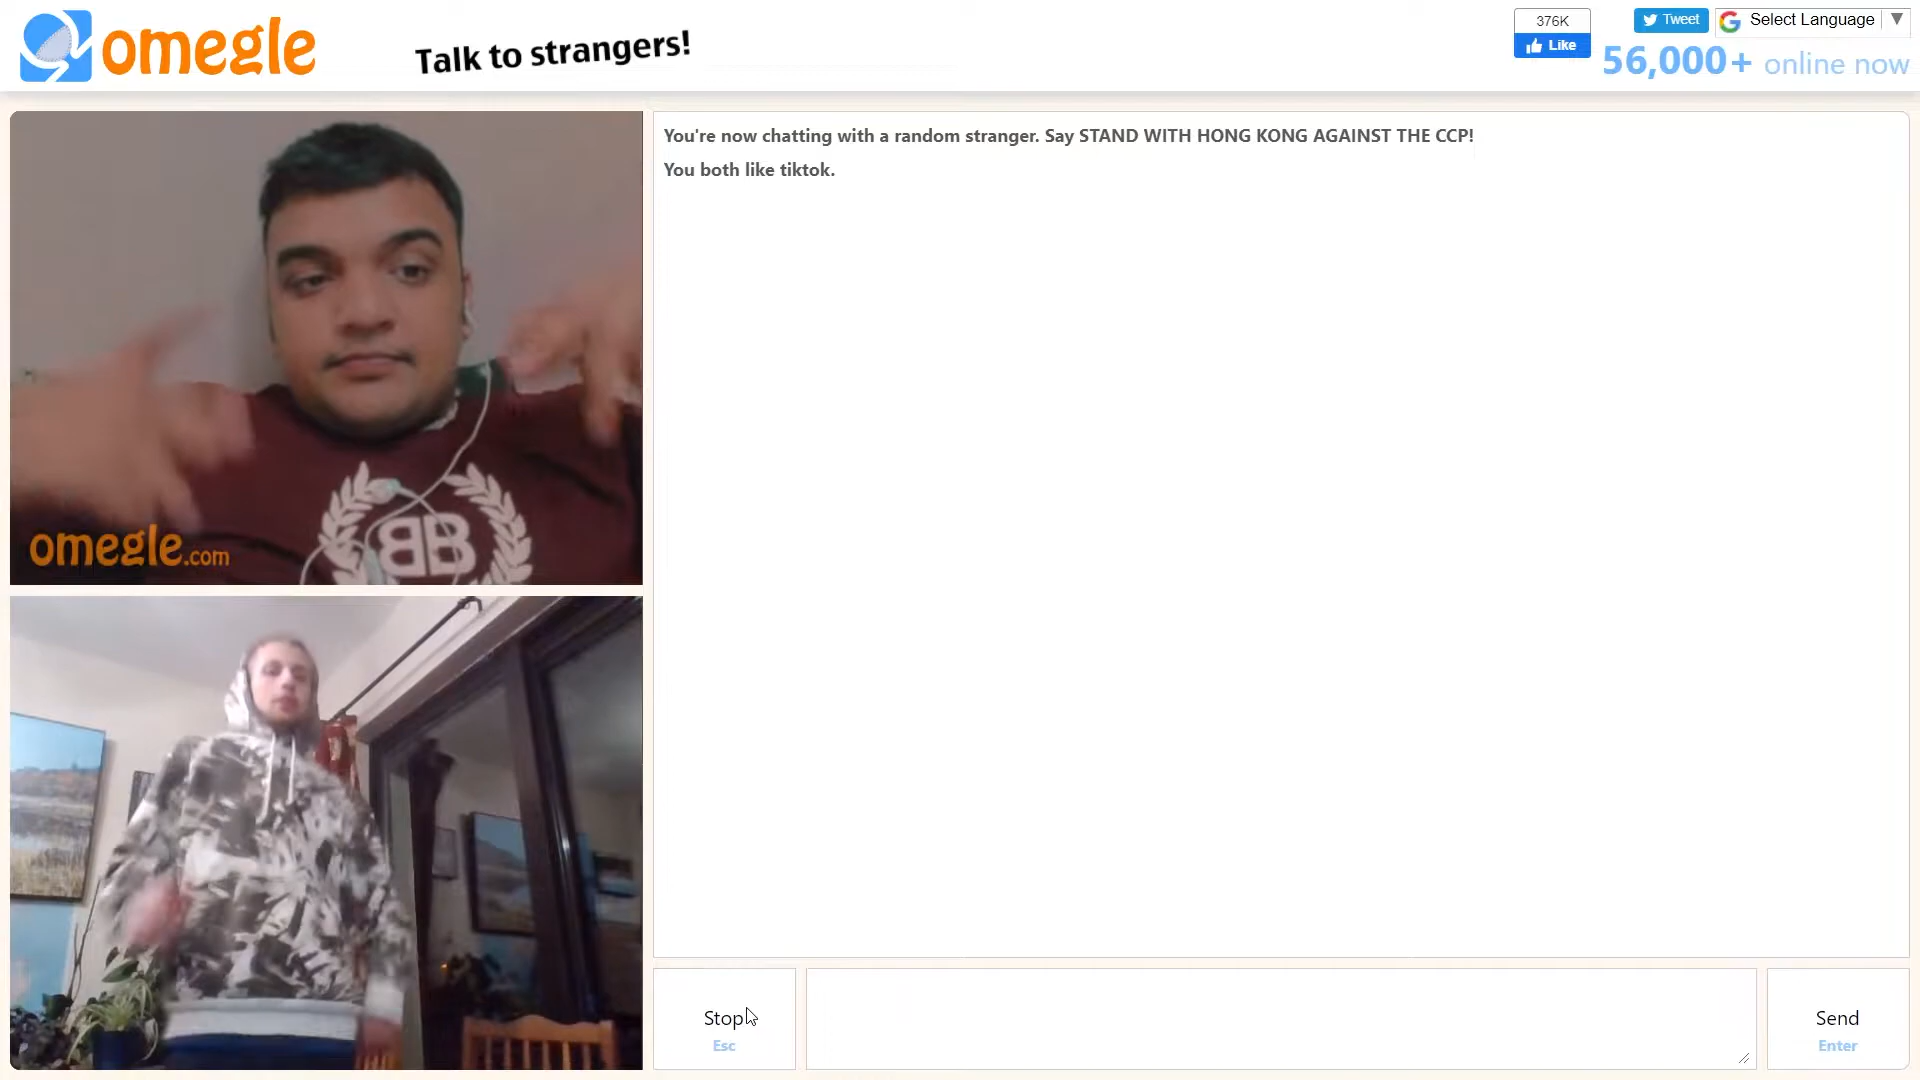 omegle
Talk to strangers!
376K
Like
Tweet
Select Language
56,000+ online now
You're now chatting with a random stranger. Say STAND WITH HONG KONG AGAINST THE CCP!
You both like tiktok.
BB
omegle.com
Stop
Esc
Send
Enter